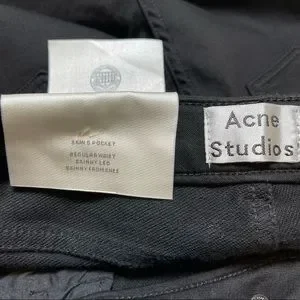 SKIN 5 POCKET
REGULAR WAIST
SKINNY LEG
Acne
Studios